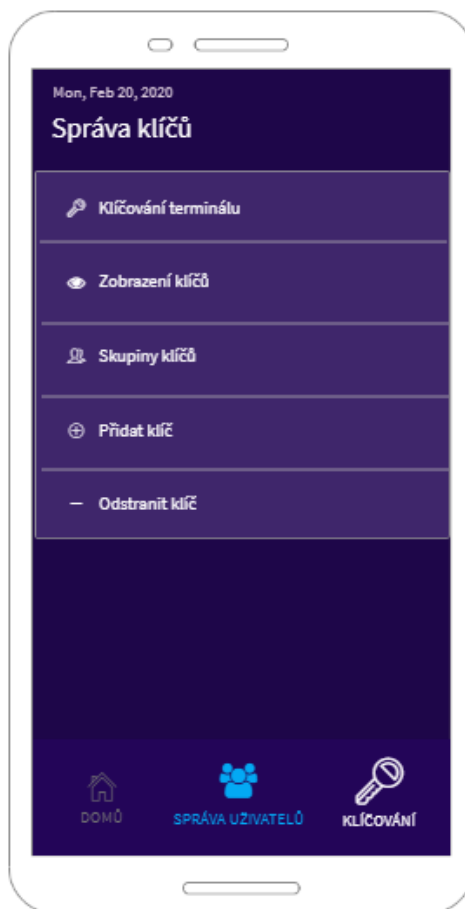 Mon, Feb 20, 2020
Správa klíčů
Klíčování terminálu
Zobrazení klíčů
Skupiny klíčů
Přidat klíč
Odstranit klíč
DOMŮ
SPRÁVA UŽIVATELŮ
KLÍČOVÁNÍ